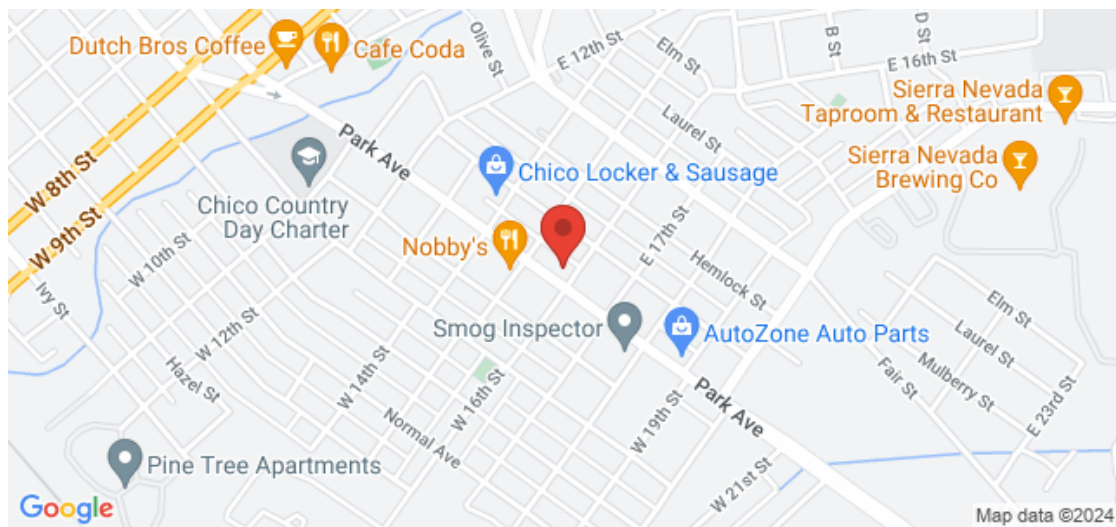 Dutch Bros Coffee
Cafe Coda
Olive St
E 12th St
Elm St
B St
D St
E 16th St
Sierra Nevada
Taproom & Restaurant
Laurel St
Park Ave
W 8th St
W 9th St
Chico Country
Day Charter
Chico Locker & Sausage
Sierra Nevada
Brewing Co
W 10th St
Nobby's
E 17th St
Hemlock St
Ivy St
W 12th St
Smog Inspector
AutoZone Auto Parts
Elm St
Laurel St
Mulberry St
Fair St
Hazel St
W 14th St
W 16th St
Normal Ave
W 19th St
Park Ave
E 23rd St
Pine Tree Apartments
W 21st St
Google
Map data ©2024